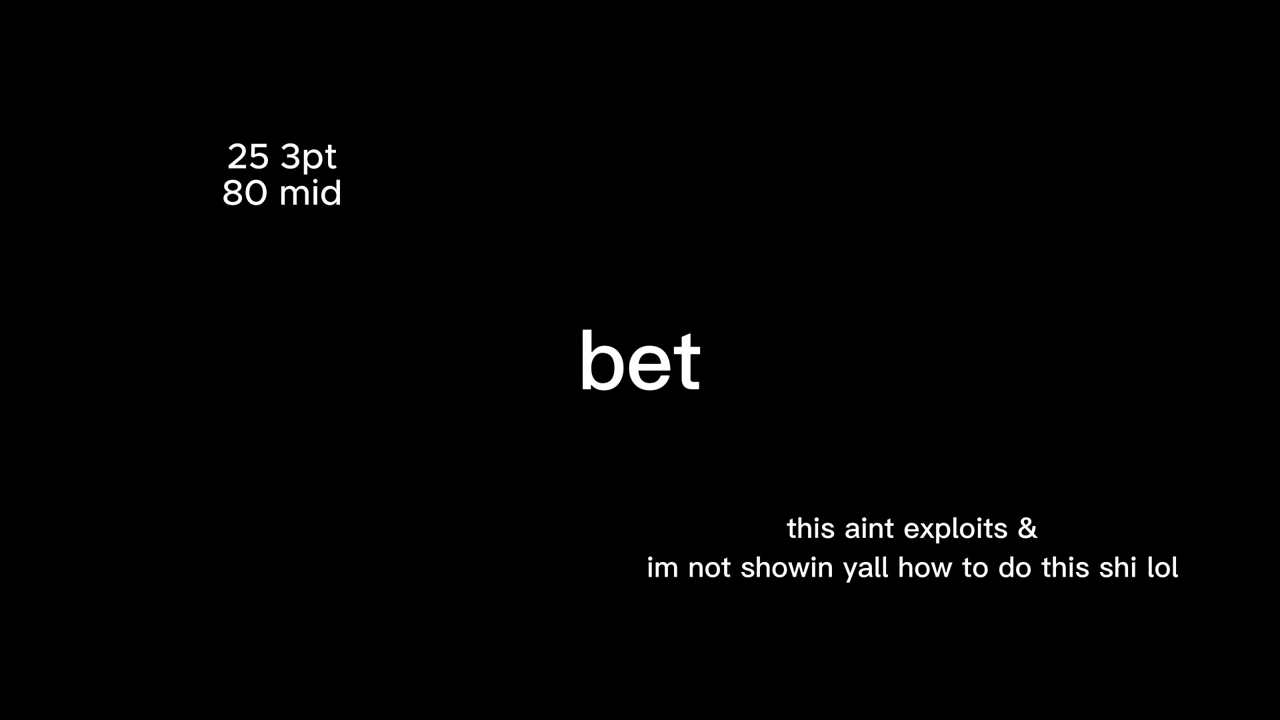 25 3pt
80 mid
bet
this aint exploits &
im not showin yall how to do this shi lol